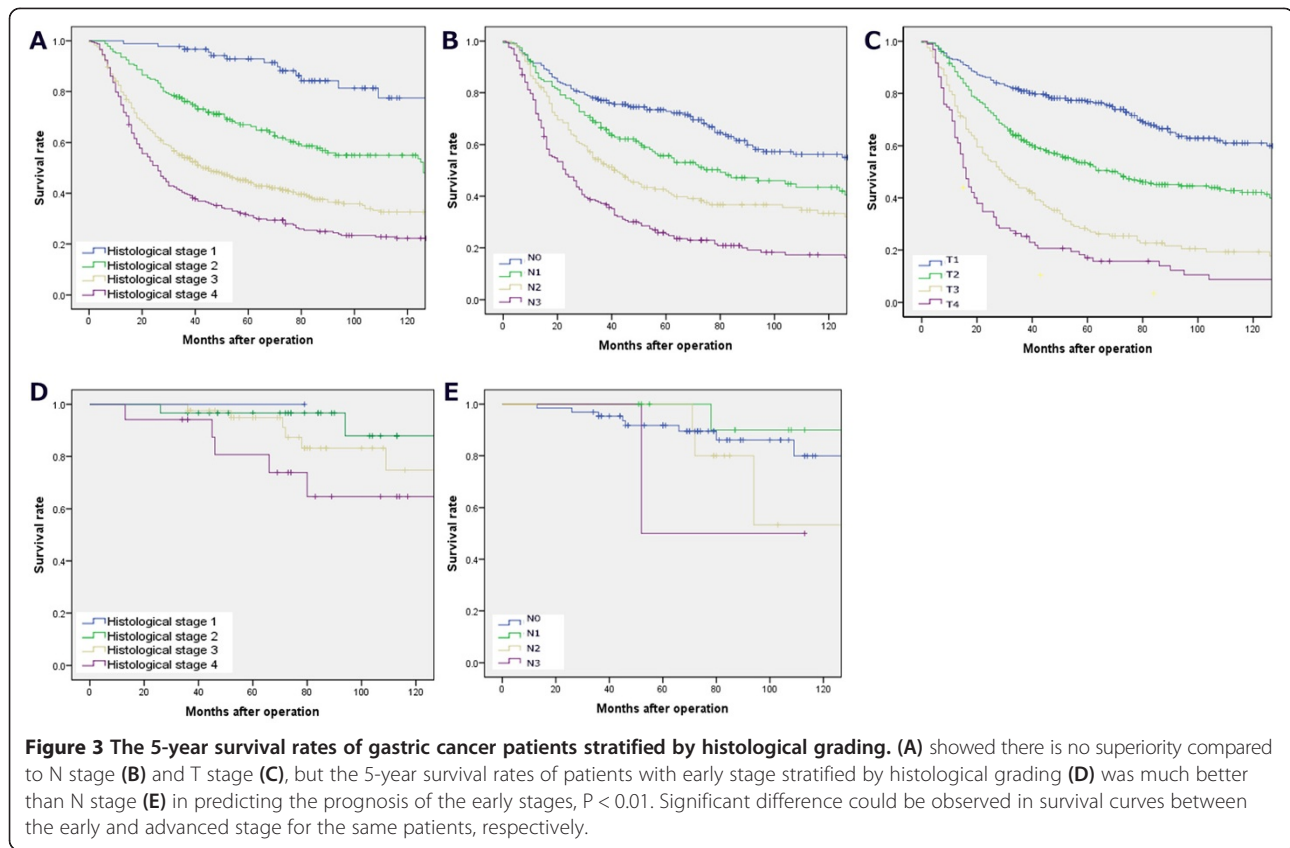 A
1.0
0.8
0.6
0.4
0.2
0.0
Survival rate
Histological stage 1
Histological stage 2
Histological stage 3
Histological stage 4
0 20 40 60 80 100 120
Months after operation
B
1.0
0.8
0.6
0.4
0.2
0.0
Survival rate
N0
N1
N2
N3
0 20 40 60 80 100 120
Months after operation
C
1.0
0.8
0.6
0.4
0.2
0.0
Survival rate
T1
T2
T3
T4
0 20 40 60 80 100 120
Months after operation
D
1.0
0.8
0.6
0.4
0.2
0.0
Survival rate
Histological stage 1
Histological stage 2
Histological stage 3
Histological stage 4
0 20 40 60 80 100 120
Months after operation
E
1.0
0.8
0.6
0.4
0.2
0.0
Survival rate
N0
N1
N2
N3
0 20 40 60 80 100 120
Months after operation
Figure 3 The 5-year survival rates of gastric cancer patients stratified by histological grading. (A) showed there is no superiority compared
to N stage (B) and T stage (C), but the 5-year survival rates of patients with early stage stratified by histological grading (D) was much better
than N stage (E) in predicting the prognosis of the early stages, P < 0.01. Significant difference could be observed in survival curves between
the early and advanced stage for the same patients, respectively.